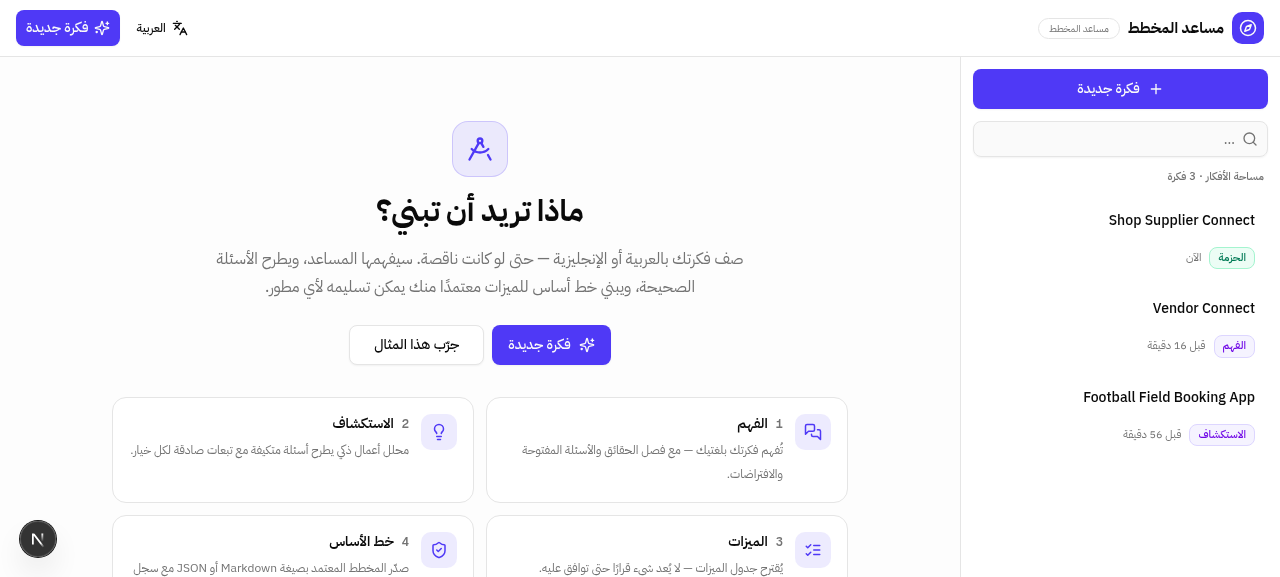 مساعد المخطط
مساعد المخطط
العربية
فكرة جديدة
فكرة جديدة
...
مساحة الأفكار · 3 فكرة
Shop Supplier Connect
الحزمة
الآن
Vendor Connect
الفهم
قبل 16 دقيقة
Football Field Booking App
الاستكشاف
قبل 56 دقيقة
ماذا تريد أن تبني؟
صف فكرتك بالعربية أو الإنجليزية — حتى لو كانت ناقصة. سيفهمها المساعد، ويطرح الأسئلة
الصحيحة، ويبني خط أساس للميزات معتمدًا منك يمكن تسليمه لأي مطور.
فكرة جديدة
جرّب هذا المثال
1 الفهم
تُفهم فكرتك بلغتيك — مع فصل الحقائق والأسئلة المفتوحة
والافتراضات.
2 الاستكشاف
محلل أعمال ذكي يطرح أسئلة متكيفة مع تبعات صادقة لكل خيار.
3 الميزات
يُقترح جدول الميزات — لا يُعد شيء قرارًا حتى توافق عليه.
4 خط الأساس
صدّر المخطط المعتمد بصيغة Markdown أو JSON مع سجل
N